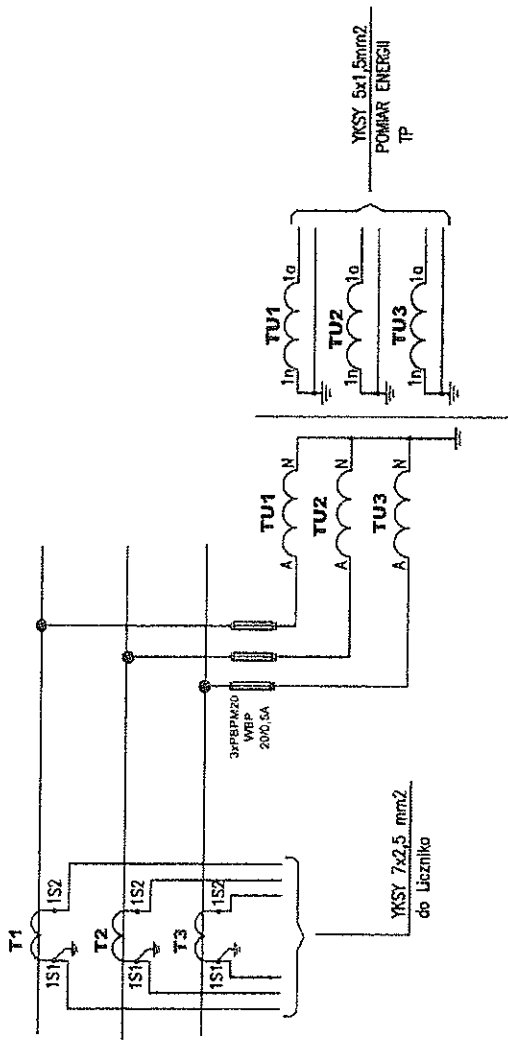 T1
1S1
1S2
T2
1S1
1S2
T3
1S1
1S2
YKSY 7x2,5 mm2
do Licznika
3xPBPM20
WBP
20/0,5A
A
TU1
N
A
TU2
N
A
TU3
N
1n
TU1
1a
1n
TU2
1a
1n
TU3
1a
YKSY 5x1,5mm2
POMIAR ENERGII
TP